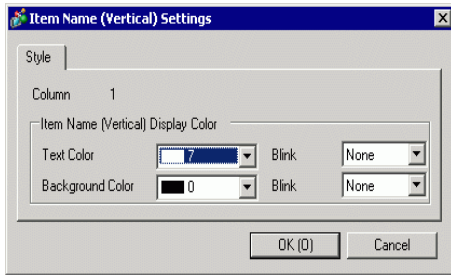 Item Name (Vertical) Settings
Style
Column 1
Item Name (Vertical) Display Color
Text Color 7 Blink None
Background Color 0 Blink None
OK (O) Cancel